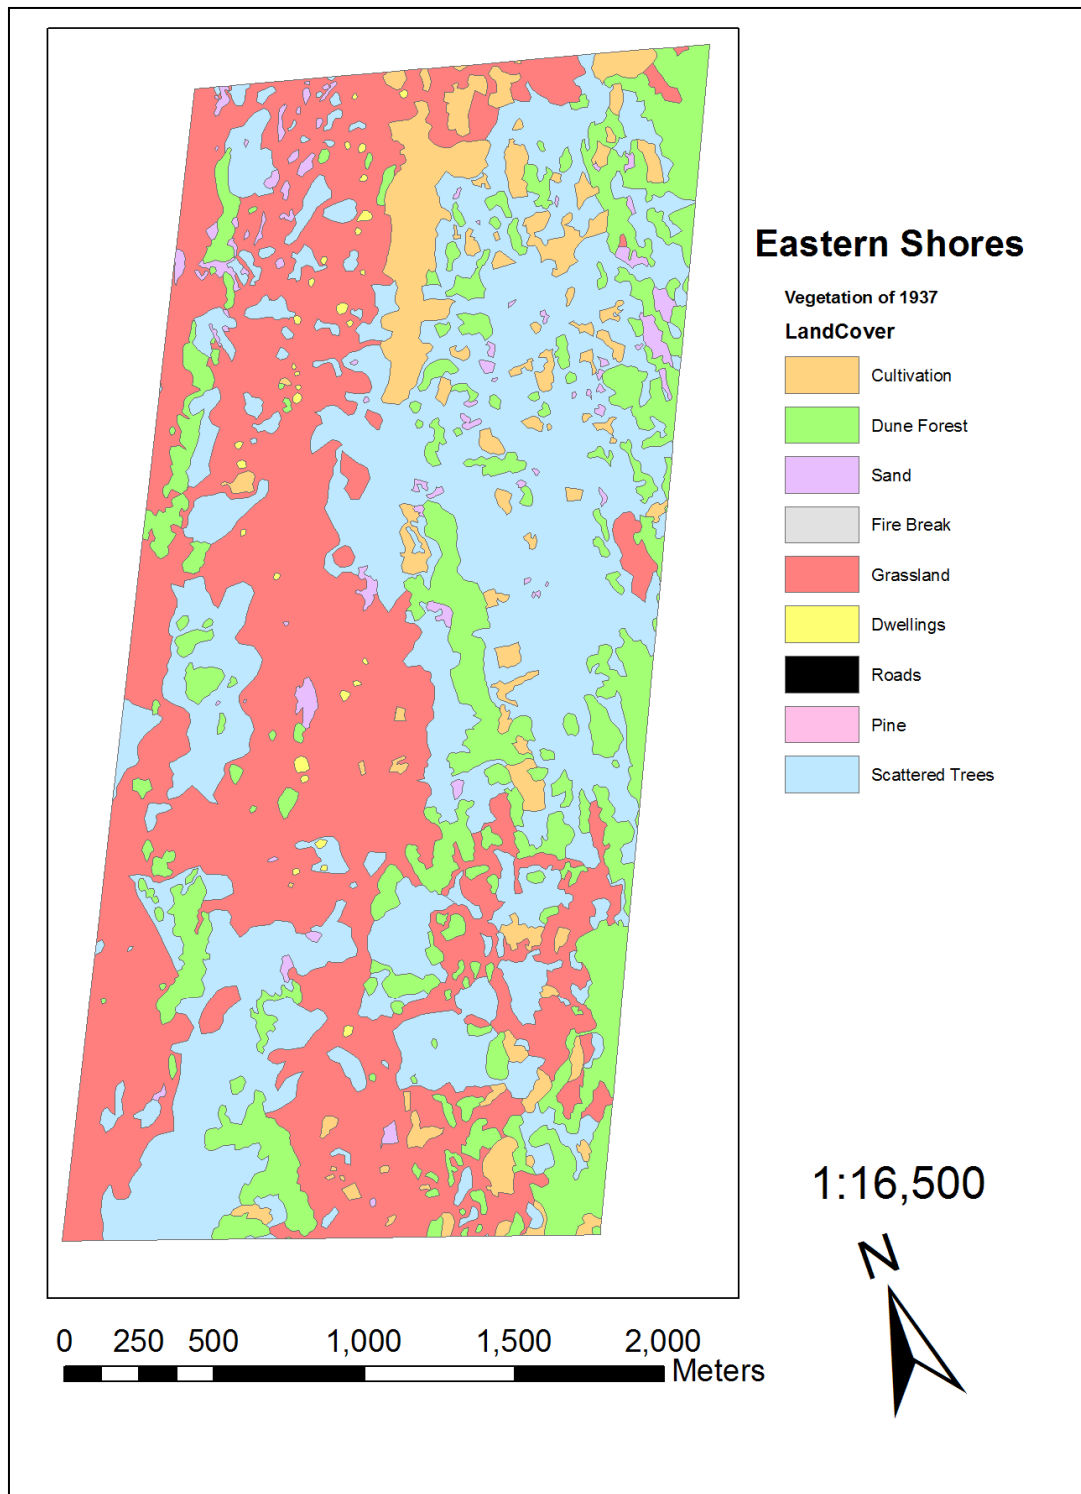 Eastern Shores
Vegetation of 1937
LandCover
Cultivation
Dune Forest
Sand
Fire Break
Grassland
Dwellings
Roads
Pine
Scattered Trees
1:16,500
N
0 250 500 1,000 1,500 2,000
Meters